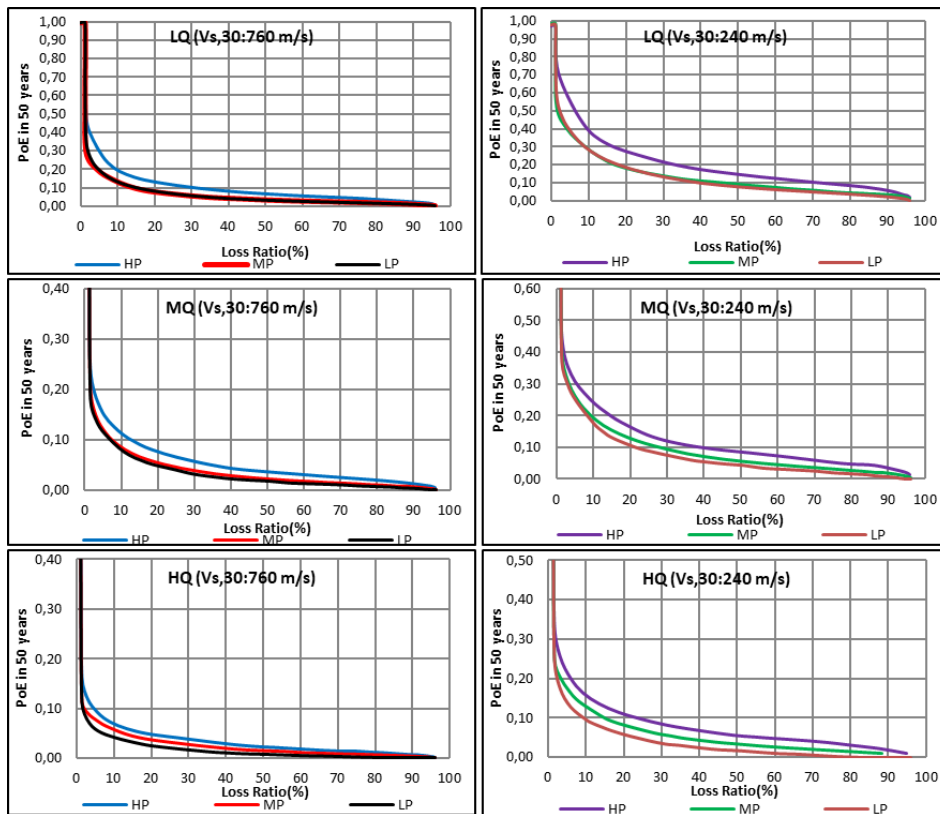 LQ (Vs,30:760 m/s)
PoE in 50 years
1,00
0,90
0,80
0,70
0,60
0,50
0,40
0,30
0,20
0,10
0,00
0 10 20 30 40 50 60 70 80 90 100
Loss Ratio(%)
HP MP LP
LQ (Vs,30:240 m/s)
PoE in 50 years
1,00
0,90
0,80
0,70
0,60
0,50
0,40
0,30
0,20
0,10
0,00
0 10 20 30 40 50 60 70 80 90 100
Loss Ratio(%)
HP MP LP
MQ (Vs,30:760 m/s)
PoE in 50 years
0,40
0,30
0,20
0,10
0,00
0 10 20 30 40 50 60 70 80 90 100
Loss Ratio(%)
HP MP LP
MQ (Vs,30:240 m/s)
PoE in 50 years
0,60
0,50
0,40
0,30
0,20
0,10
0,00
0 10 20 30 40 50 60 70 80 90 100
Loss Ratio(%)
HP MP LP
HQ (Vs,30:760 m/s)
PoE in 50 years
0,40
0,30
0,20
0,10
0,00
0 10 20 30 40 50 60 70 80 90 100
Loss Ratio(%)
HP MP LP
HQ (Vs,30:240 m/s)
PoE in 50 years
0,50
0,40
0,30
0,20
0,10
0,00
0 10 20 30 40 50 60 70 80 90 100
Loss Ratio(%)
HP MP LP